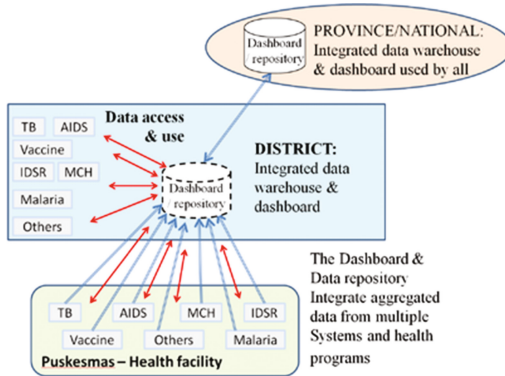 PROVINCE/NATIONAL:
Integrated data warehouse
& dashboard used by all
Dashboard
/ repository
Data access
& use
TB AIDS
Vaccine
IDSR MCH
Malaria
Others
Dashboard
/ repository
DISTRICT:
Integrated data
warehouse &
dashboard
The Dashboard &
Data repository
Integrate aggregated
data from multiple
Systems and health
programs
TB AIDS MCH IDSR
Vaccine Others Malaria
Puskesmas – Health facility